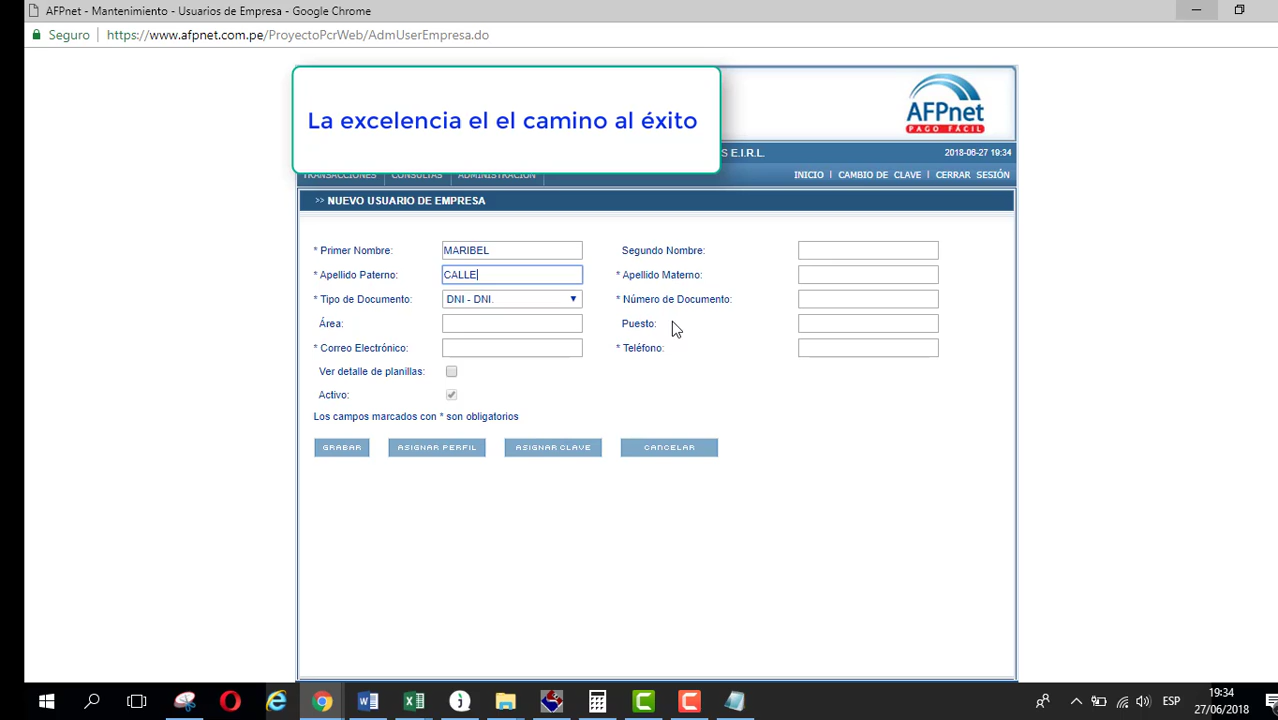 AFPnet - Mantenimiento - Usuarios de Empresa - Google Chrome
Seguro | https://www.afpnet.com.pe/ProyectoPcrWeb/AdmUserEmpresa.do
La excelencia el el camino al éxito
AFPnet
PAGO FÁCIL
S E.I.R.L.
2018-06-27 19:34
TRANSACCIONES | CONSULTAS | ADMINISTRACIÓN
INICIO | CAMBIO DE CLAVE | CERRAR SESIÓN
>> NUEVO USUARIO DE EMPRESA
* Primer Nombre: MARIBEL Segundo Nombre:
* Apellido Paterno: CALLE * Apellido Materno:
* Tipo de Documento: DNI - DNI. * Número de Documento:
Área: Puesto:
* Correo Electrónico: * Teléfono:
Ver detalle de planillas:
Activo:
Los campos marcados con * son obligatorios
GRABAR ASIGNAR PERFIL ASIGNAR CLAVE CANCELAR
ESP
19:34
27/06/2018